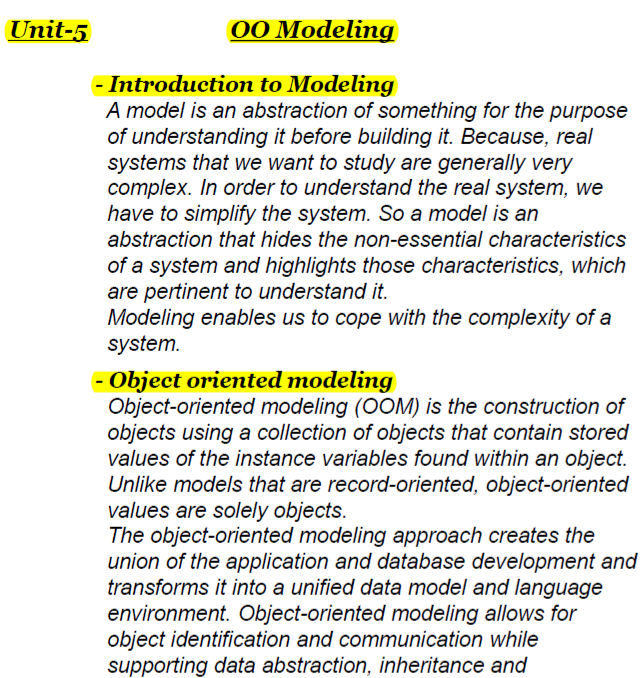 Unit-5 OO Modeling
- Introduction to Modeling
A model is an abstraction of something for the purpose
of understanding it before building it. Because, real
systems that we want to study are generally very
complex. In order to understand the real system, we
have to simplify the system. So a model is an
abstraction that hides the non-essential characteristics
of a system and highlights those characteristics, which
are pertinent to understand it.
Modeling enables us to cope with the complexity of a
system.
- Object oriented modeling
Object-oriented modeling (OOM) is the construction of
objects using a collection of objects that contain stored
values of the instance variables found within an object.
Unlike models that are record-oriented, object-oriented
values are solely objects.
The object-oriented modeling approach creates the
union of the application and database development and
transforms it into a unified data model and language
environment. Object-oriented modeling allows for
object identification and communication while
supporting data abstraction, inheritance and